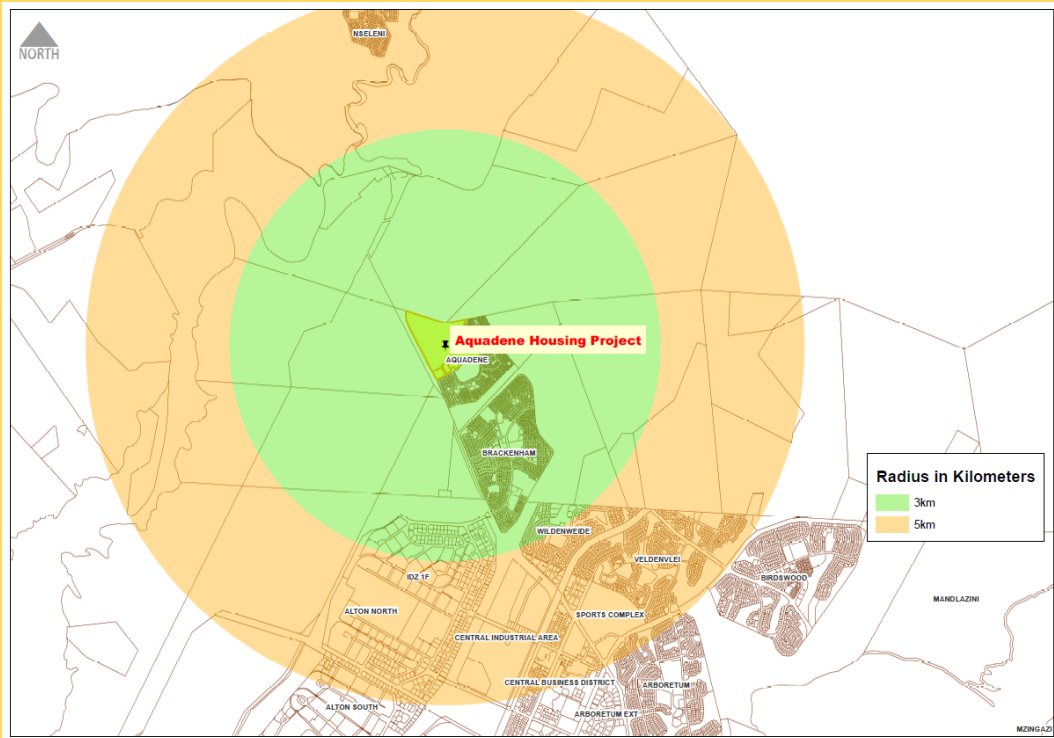 NSELENI
NORTH
Aquadene Housing Project
AQUADENE
BRACKENHAM
Radius in Kilometers
3km
5km
WILDENWEIDE
VELDENVLEI
IDZ 1F
BIRDSWOOD
MANDLAZINI
ALTON NORTH
SPORTS COMPLEX
CENTRAL INDUSTRIAL AREA
CENTRAL BUSINESS DISTRICT
ARBORETUM
ALTON SOUTH
ARBORETUM EXT
MZINGAZI